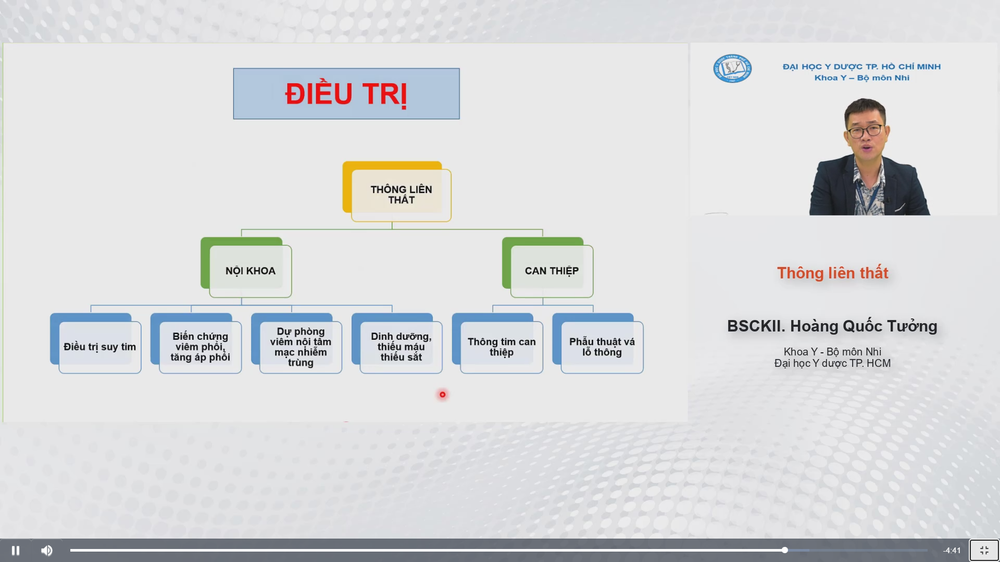 ĐIỀU TRỊ
THÔNG LIÊN
THẤT
NỘI KHOA
CAN THIỆP
Điều trị suy tim
Biến chứng
viêm phổi,
tăng áp phổi
Dự phòng
viêm nội tâm
mạc nhiễm
trùng
Dinh dưỡng,
thiếu máu
thiếu sắt
Thông tim can
thiệp
Phẫu thuật vá
lỗ thông
ĐẠI HỌC Y DƯỢC TP. HỒ CHÍ MINH
Khoa Y – Bộ môn Nhi
Thông liên thất
BSCKII. Hoàng Quốc Tưởng
Khoa Y - Bộ môn Nhi
Đại học Y dược TP. HCM
-4:41